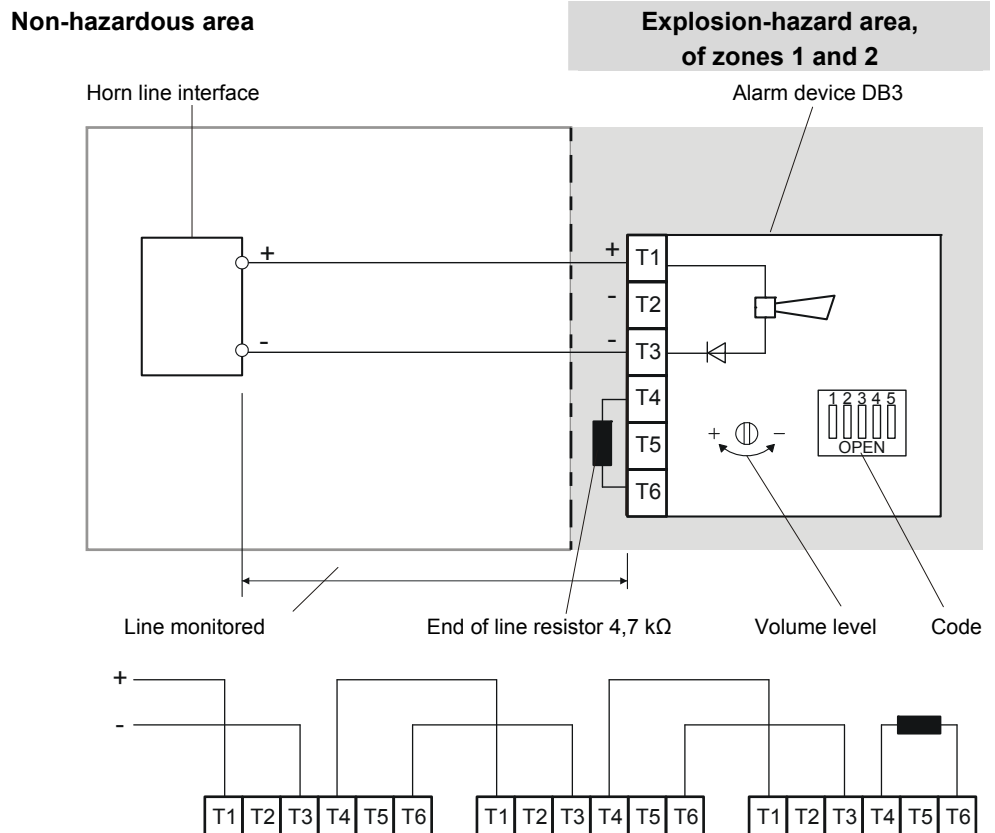 Non-hazardous area
Explosion-hazard area,
of zones 1 and 2
Horn line interface
Alarm device DB3
+
+
T1
-
T2
-
-
T3
T4
1 2 3 4 5
+
-
T5
OPEN
T6
Line monitored
End of line resistor 4,7 kΩ
Volume level
Code
+
-
T1 T2 T3 T4 T5 T6
T1 T2 T3 T4 T5 T6
T1 T2 T3 T4 T5 T6